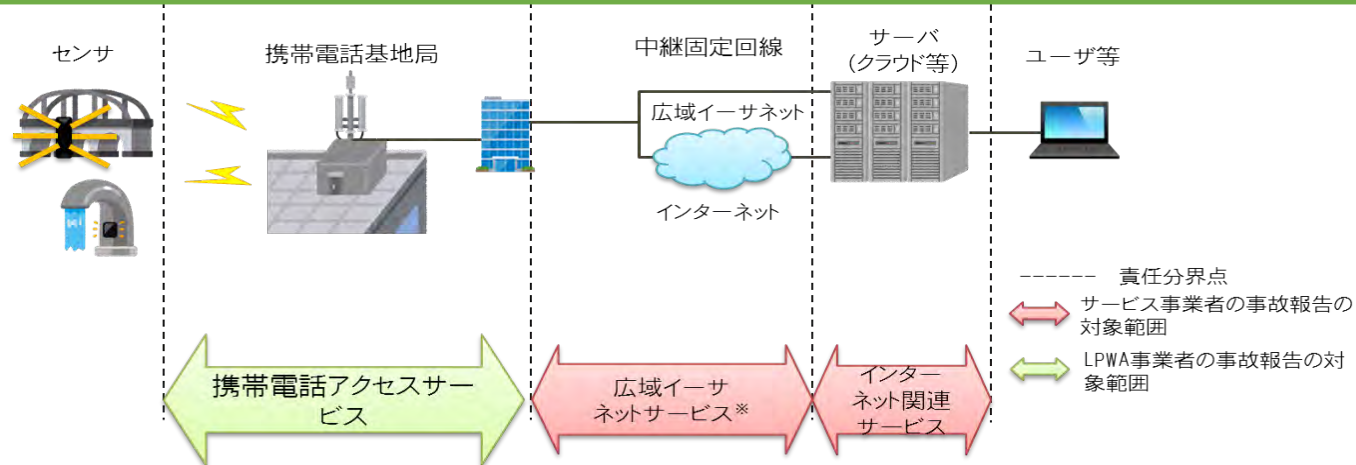 センサ
携帯電話基地局
中継固定回線
サーバ
(クラウド等)
ユーザ等
広域イーサネット
インターネット
------ 責任分界点
サービス事業者の事故報告の
対象範囲
LPWA事業者の事故報告の対
象範囲
携帯電話アクセスサー
ビス
広域イーサ
ネットサービス※
インター
ネット関連
サービス